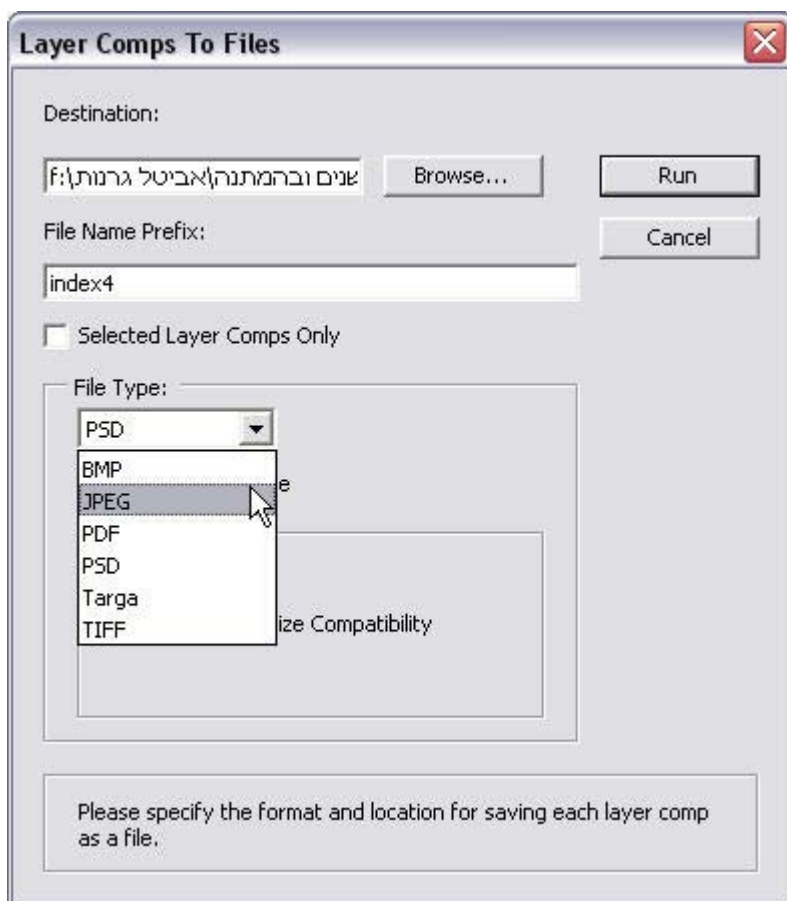 Layer Comps To Files
Destination:
f:\שנים ובהמתנה\אביטל גרנות
Browse...
Run
File Name Prefix:
Cancel
index4
Selected Layer Comps Only
File Type:
PSD
BMP
JPEG
e
PDF
PSD
Targa
TIFF
ize Compatibility
Please specify the format and location for saving each layer comp
as a file.